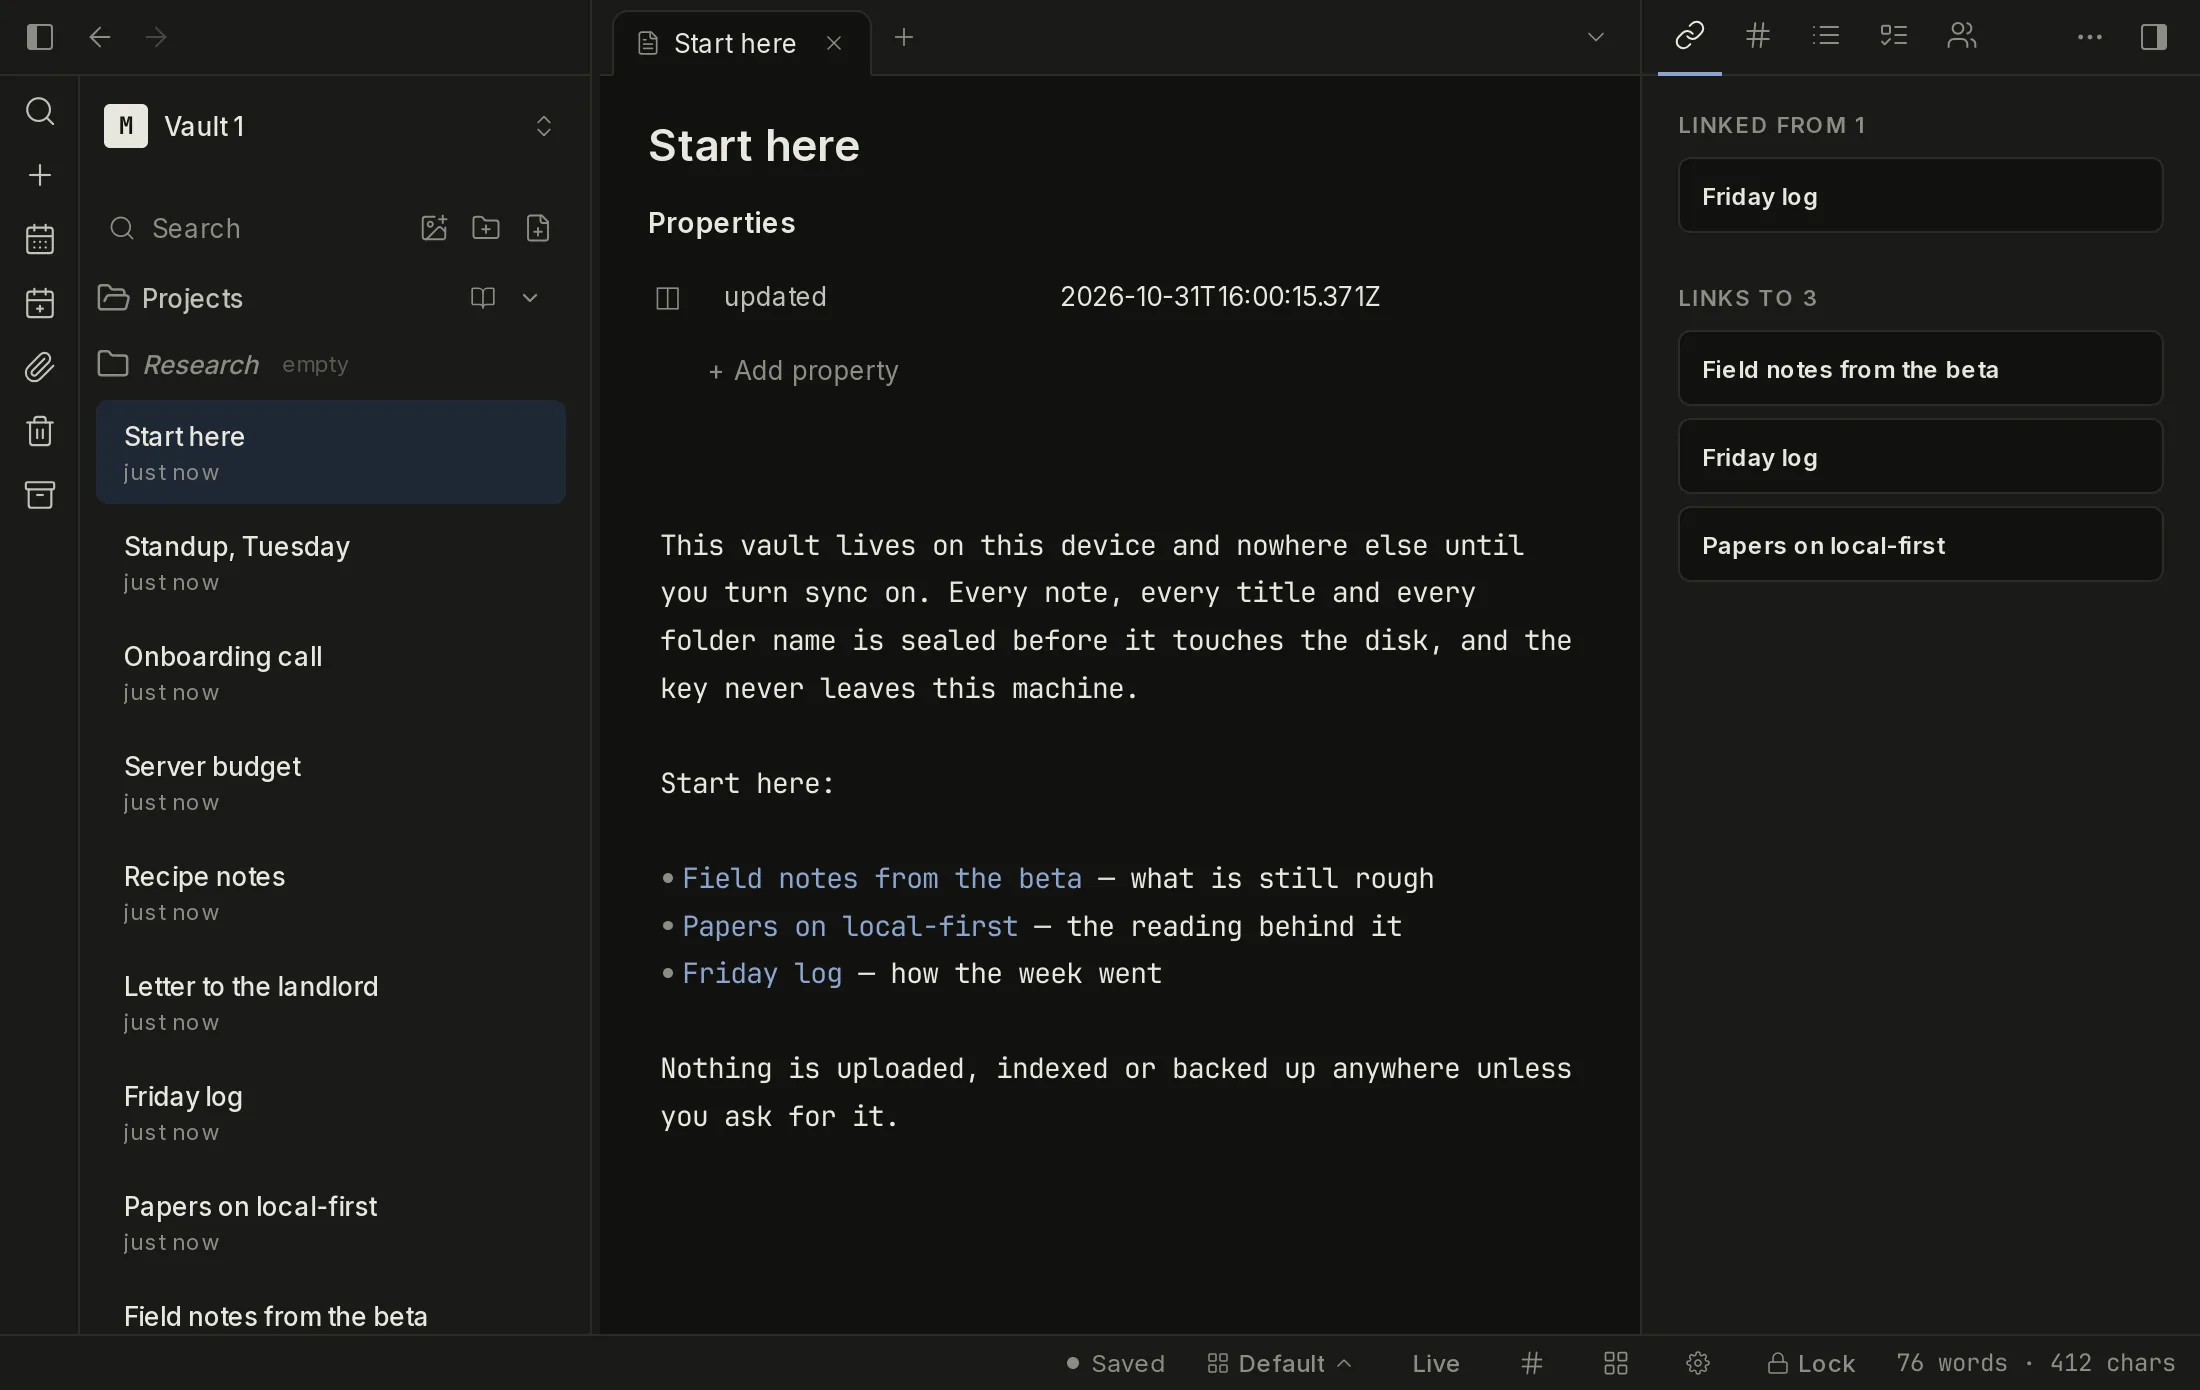 Start here
M Vault 1
Search
Projects
Research empty
Start here
just now
Standup, Tuesday
just now
Onboarding call
just now
Server budget
just now
Recipe notes
just now
Letter to the landlord
just now
Friday log
just now
Papers on local-first
just now
Field notes from the beta
Start here
Properties
updated 2026-10-31T16:00:15.371Z
+ Add property
This vault lives on this device and nowhere else until
you turn sync on. Every note, every title and every
folder name is sealed before it touches the disk, and the
key never leaves this machine.
Start here:
• Field notes from the beta — what is still rough
• Papers on local-first — the reading behind it
• Friday log — how the week went
Nothing is uploaded, indexed or backed up anywhere unless
you ask for it.
LINKED FROM 1
Friday log
LINKS TO 3
Field notes from the beta
Friday log
Papers on local-first
Saved Default Live Lock 76 words · 412 chars